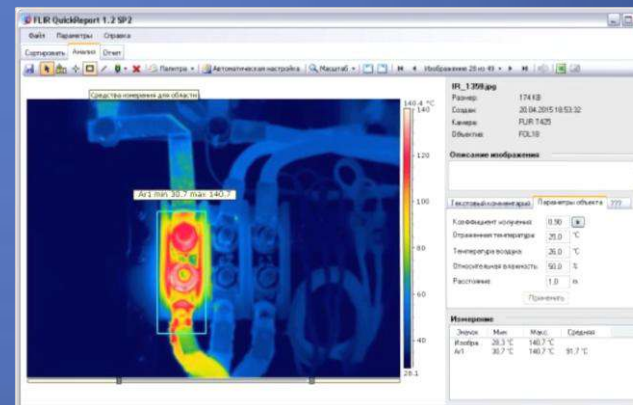 FLIR QuickReport 1.2 SP2
Файл Параметры Справка
Сортировать Анализ Отчет
Палитра Автоматическая настройка Масштаб Изображение 28 из 49
Средства измерения для области
140.4 °C
140
120
100
80
60
40
28.1
Ar1 min 30.7 max 140.7
IR_1359.jpg
Размер: 174 KB
Создан: 20.04.2015 18:53:32
Камера: FLIR T425
Объектив: FOL18
Описание изображения
Текстовый комментарий Параметры объекта ???
Коэффициент излучения: 0,90
Отраженная температура: °C
Температура воздуха: 26,0 °C
Относительная влажность: 50,0 %
Расстояние: 1,0 m
Применить
Измерение
Значок Мин Макс. Средняя
Изобра 28,3 °C 140,7 °C
Ar1 30,7 °C 140,7 °C 91,7 °C